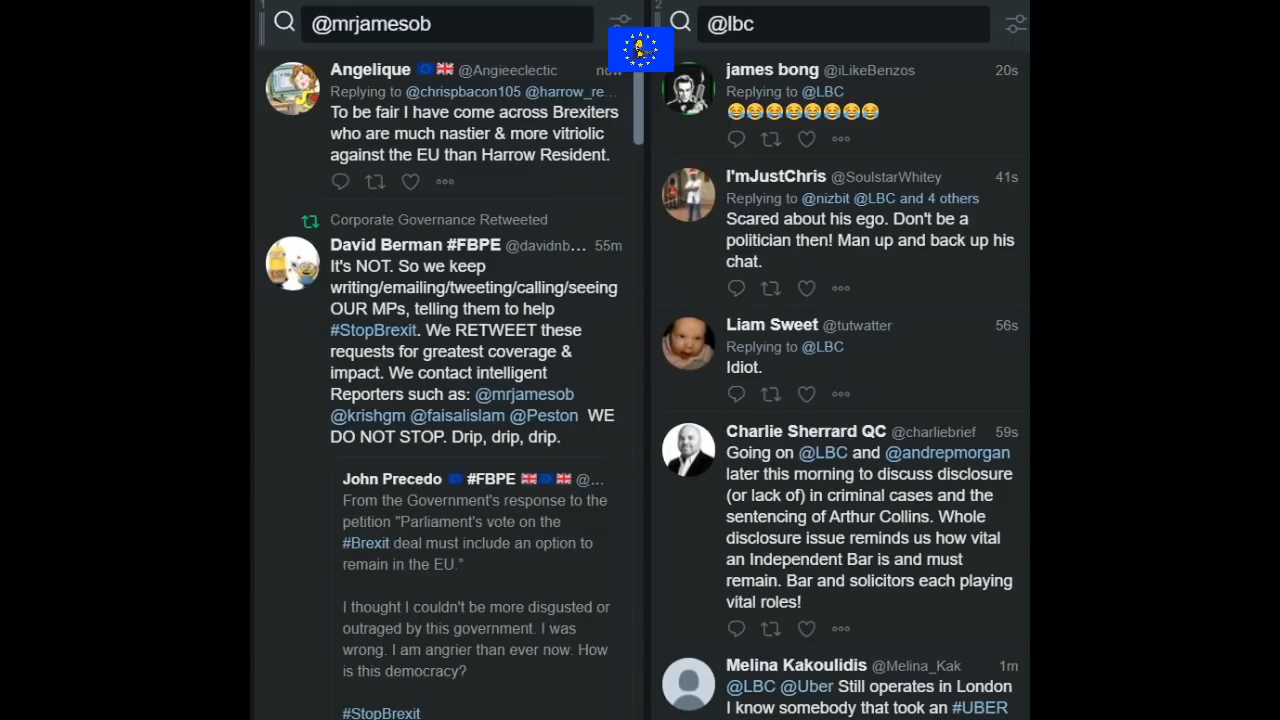 1
@mrjamesob
Angelique @Angieeclectic now
Replying to @chrispbacon105 @harrow_re...
To be fair I have come across Brexiters
who are much nastier & more vitriolic
against the EU than Harrow Resident.
Corporate Governance Retweeted
David Berman #FBPE @davidnb... 55m
It's NOT. So we keep
writing/emailing/tweeting/calling/seeing
OUR MPs, telling them to help
#StopBrexit. We RETWEET these
requests for greatest coverage &
impact. We contact intelligent
Reporters such as: @mrjamesob
@krishgm @faisalislam @Peston WE
DO NOT STOP. Drip, drip, drip.
John Precedo #FBPE @...
From the Government's response to the
petition "Parliament's vote on the
#Brexit deal must include an option to
remain in the EU."
I thought I couldn't be more disgusted or
outraged by this government. I was
wrong. I am angrier than ever now. How
is this democracy?
#StopBrexit
2
@lbc
james bong @iLikeBenzos 20s
Replying to @LBC
😂😂😂😂😂😂😂😂
I'mJustChris @SoulstarWhitey 41s
Replying to @nizbit @LBC and 4 others
Scared about his ego. Don't be a
politician then! Man up and back up his
chat.
Liam Sweet @tutwatter 56s
Replying to @LBC
Idiot.
Charlie Sherrard QC @charliebrief 59s
Going on @LBC and @andrepmorgan
later this morning to discuss disclosure
(or lack of) in criminal cases and the
sentencing of Arthur Collins. Whole
disclosure issue reminds us how vital
an Independent Bar is and must
remain. Bar and solicitors each playing
vital roles!
Melina Kakoulidis @Melina_Kak 1m
@LBC @Uber Still operates in London
I know somebody that took an #UBER